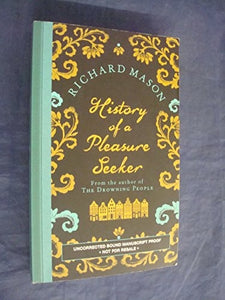 RICHARD MASON
History
of a
Pleasure
Seeker
From the author of
THE DROWNING PEOPLE
UNCORRECTED BOUND MANUSCRIPT PROOF
• NOT FOR RESALE •